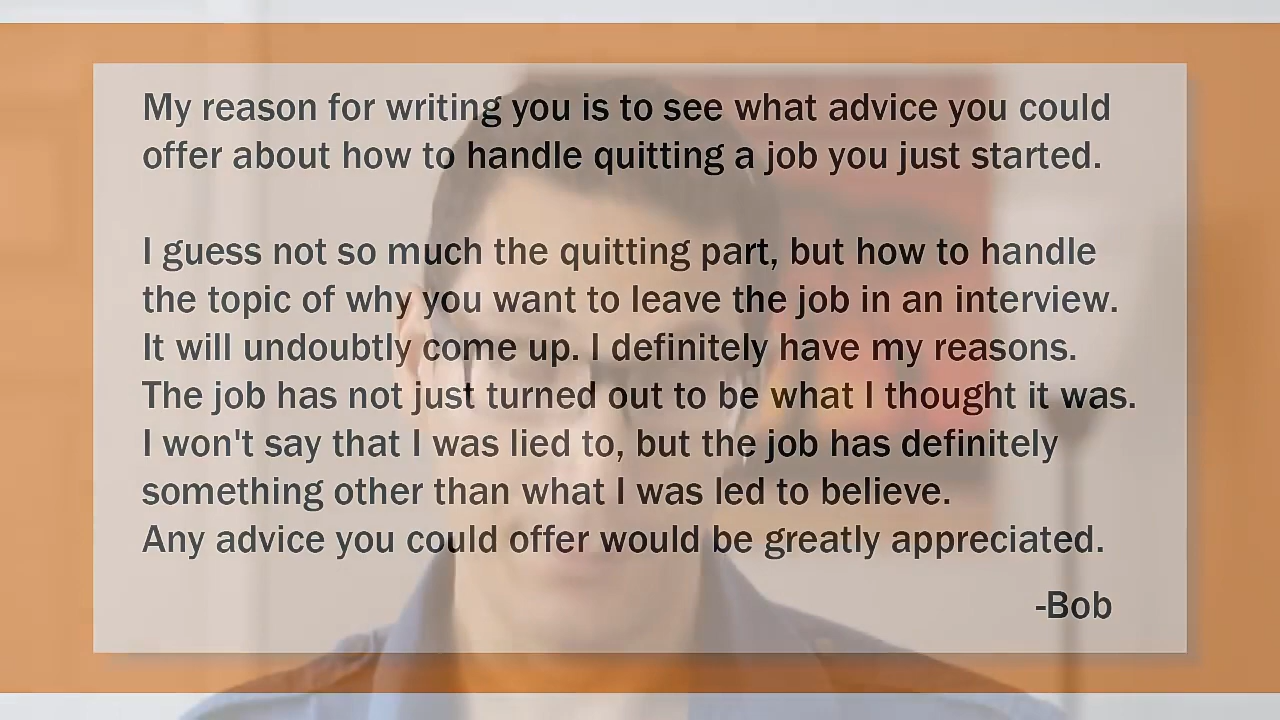 My reason for writing you is to see what advice you could
offer about how to handle quitting a job you just started.
I guess not so much the quitting part, but how to handle
the topic of why you want to leave the job in an interview.
It will undoubtly come up. I definitely have my reasons.
The job has not just turned out to be what I thought it was.
I won't say that I was lied to, but the job has definitely
something other than what I was led to believe.
Any advice you could offer would be greatly appreciated.
-Bob